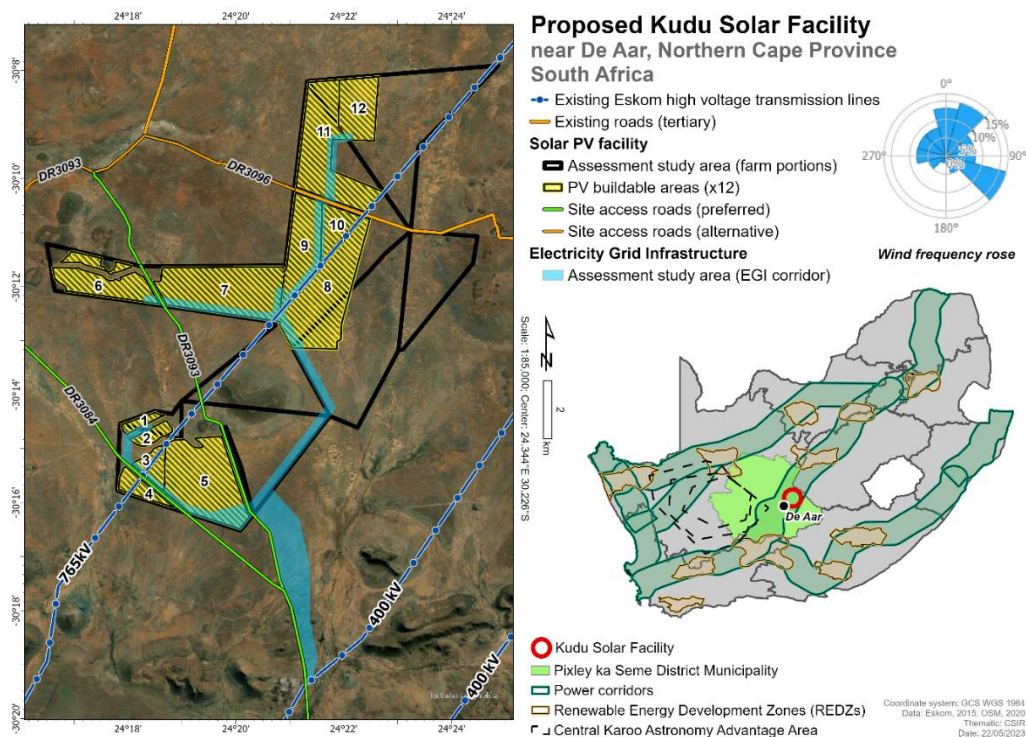 Proposed Kudu Solar Facility
near De Aar, Northern Cape Province
South Africa
Existing Eskom high voltage transmission lines
Existing roads (tertiary)
Solar PV facility
Assessment study area (farm portions)
PV buildable areas (x12)
Site access roads (preferred)
Site access roads (alternative)
Electricity Grid Infrastructure
Assessment study area (EGI corridor)
0°
15%
10%
5%
0%
270°
90°
180°
Wind frequency rose
24°18'
24°20'
24°22'
24°24'
-30°8'
-30°10'
-30°12'
-30°14'
-30°16'
-30°18'
-30°20'
12
11
DR3093
DR3096
10
9
6
7
8
DR3093
DR3084
1
2
3
5
4
765kV
400 kV
400 kV
24°18'
24°20'
24°22'
24°24'
Scale: 1:85,000; Center: 24.344°E 30.226°S
N
2
km
De Aar
Kudu Solar Facility
Pixley ka Seme District Municipality
Power corridors
Renewable Energy Development Zones (REDZs)
Central Karoo Astronomy Advantage Area
Coordinate system: GCS WGS 1984
Data: Eskom, 2015; OSM, 2020
Thematic: CSIR
Date: 22/05/2023